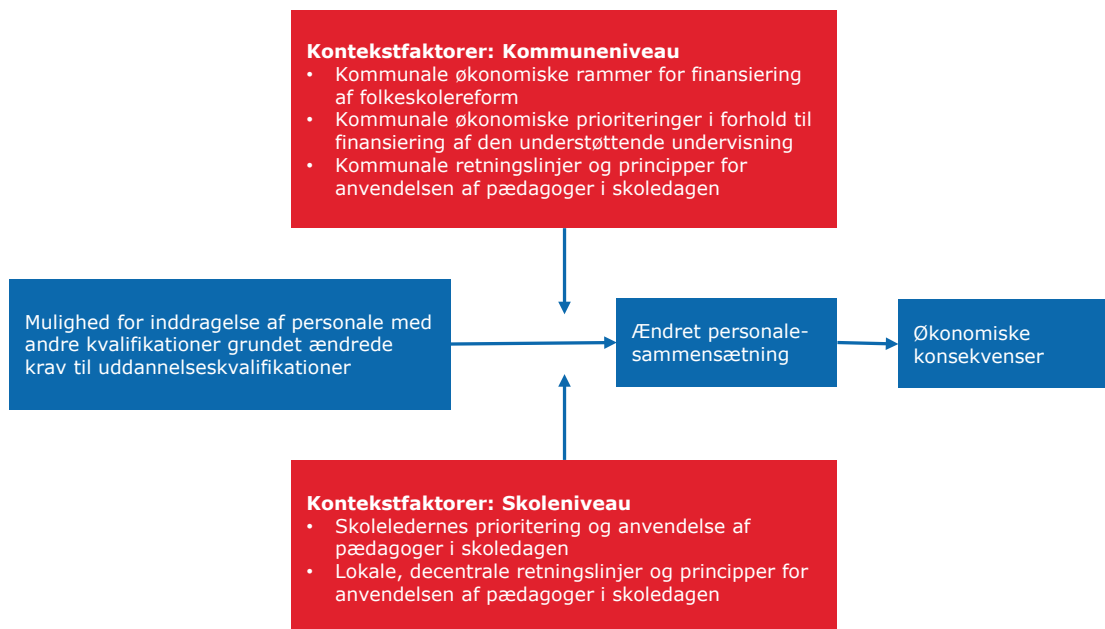 Kontekstfaktorer: Kommuneniveau
• Kommunale økonomiske rammer for finansiering
af folkeskolereform
• Kommunale økonomiske prioriteringer i forhold til
finansiering af den understøttende undervisning
• Kommunale retningslinjer og principper for
anvendelsen af pædagoger i skoledagen
Mulighed for inddragelse af personale med
andre kvalifikationer grundet ændrede
krav til uddannelseskvalifikationer
Ændret personale-
sammensætning
Økonomiske
konsekvenser
Kontekstfaktorer: Skoleniveau
• Skoleledernes prioritering og anvendelse af
pædagoger i skoledagen
• Lokale, decentrale retningslinjer og principper for
anvendelsen af pædagoger i skoledagen